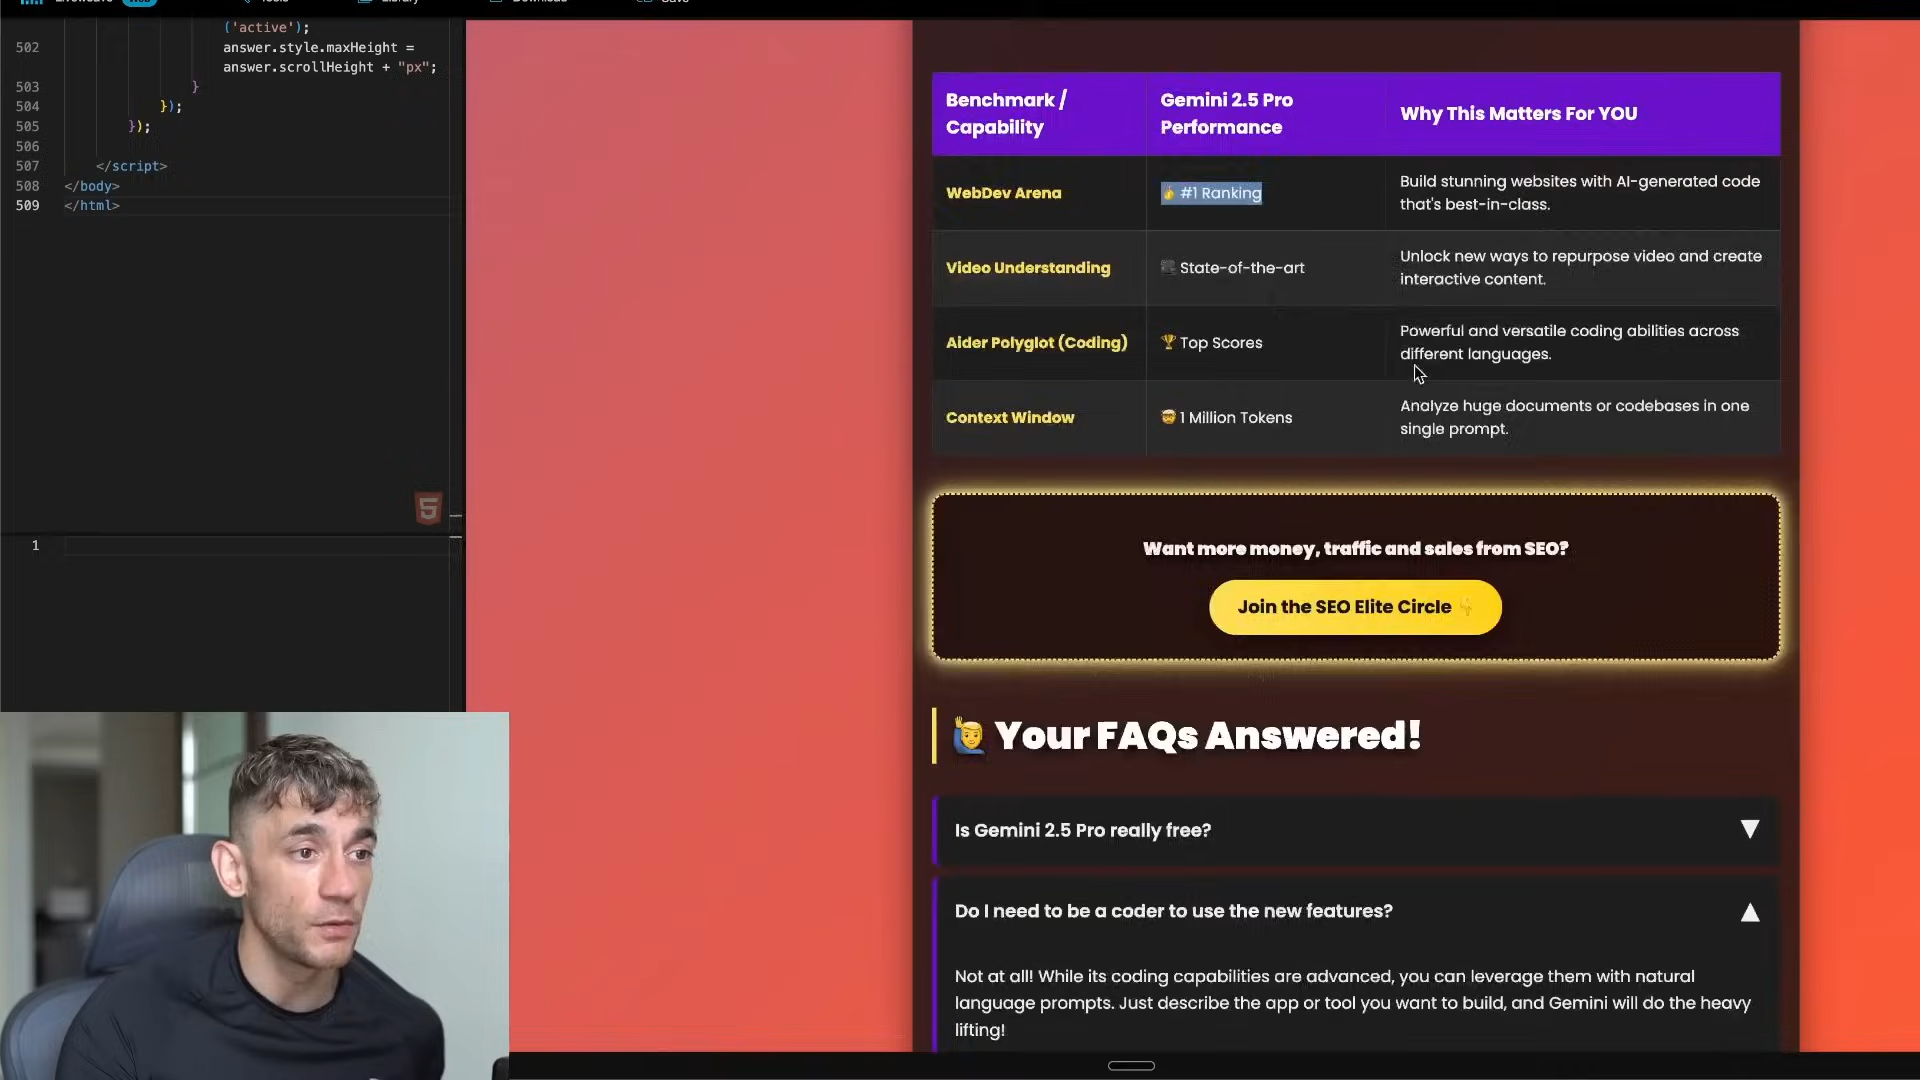 ('active');
502 answer.style.maxHeight =
answer.scrollHeight + "px";
503 }
504 });
505 });
506
507 </script>
508 </body>
509 </html>
5
1
Benchmark /
Capability
Gemini 2.5 Pro
Performance
Why This Matters For YOU
WebDev Arena
🥇 #1 Ranking
Build stunning websites with AI-generated code
that's best-in-class.
Video Understanding
State-of-the-art
Unlock new ways to repurpose video and create
interactive content.
Aider Polyglot (Coding)
🏆 Top Scores
Powerful and versatile coding abilities across
different languages.
Context Window
🤯 1 Million Tokens
Analyze huge documents or codebases in one
single prompt.
Want more money, traffic and sales from SEO?
Join the SEO Elite Circle 👇
🙋‍♂️ Your FAQs Answered!
Is Gemini 2.5 Pro really free? ▼
Do I need to be a coder to use the new features? ▲
Not at all! While its coding capabilities are advanced, you can leverage them with natural
language prompts. Just describe the app or tool you want to build, and Gemini will do the heavy
lifting!